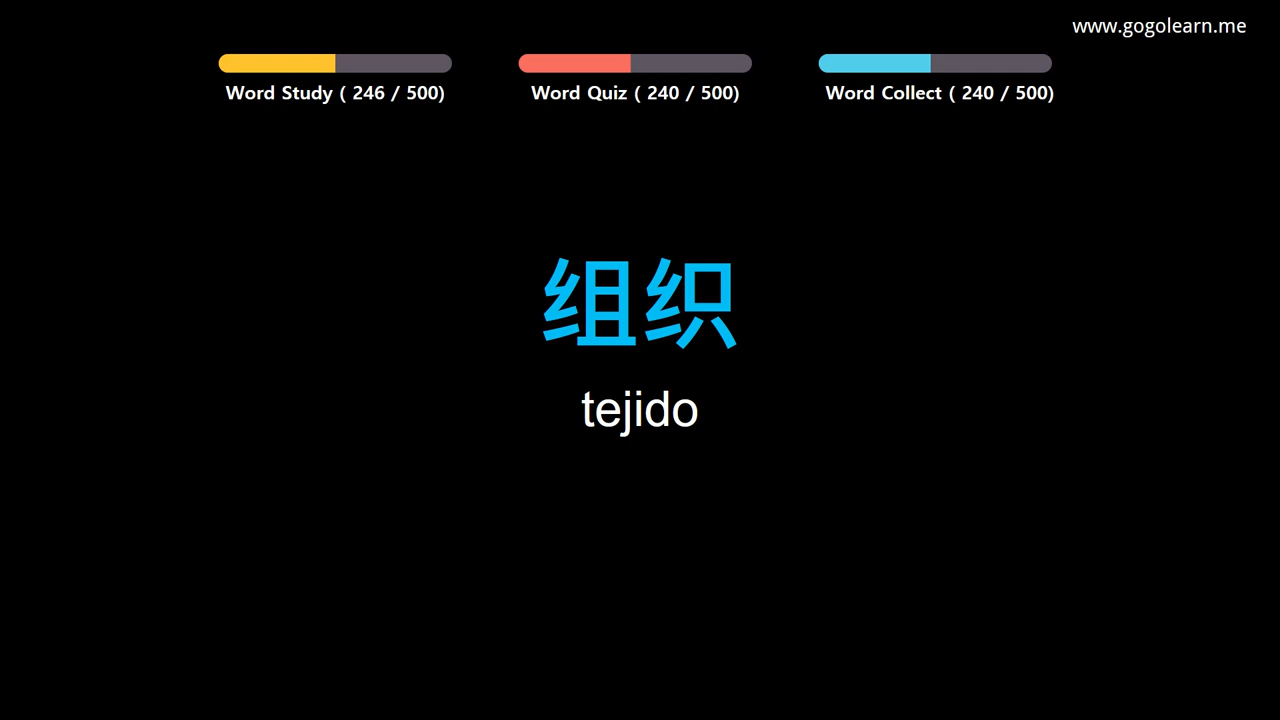 www.gogolearn.me
Word Study ( 246 / 500)
Word Quiz ( 240 / 500)
Word Collect ( 240 / 500)
组织
tejido